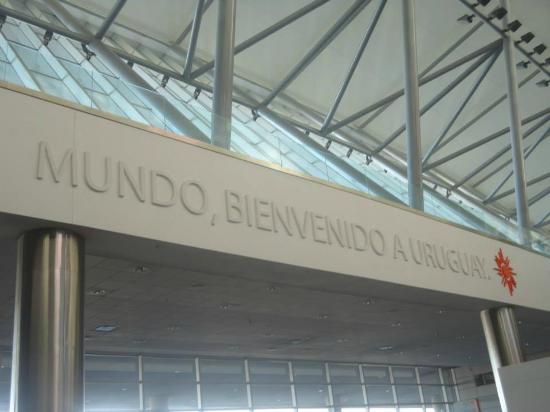 MUNDO, BIENVENIDO A URUGUAY.